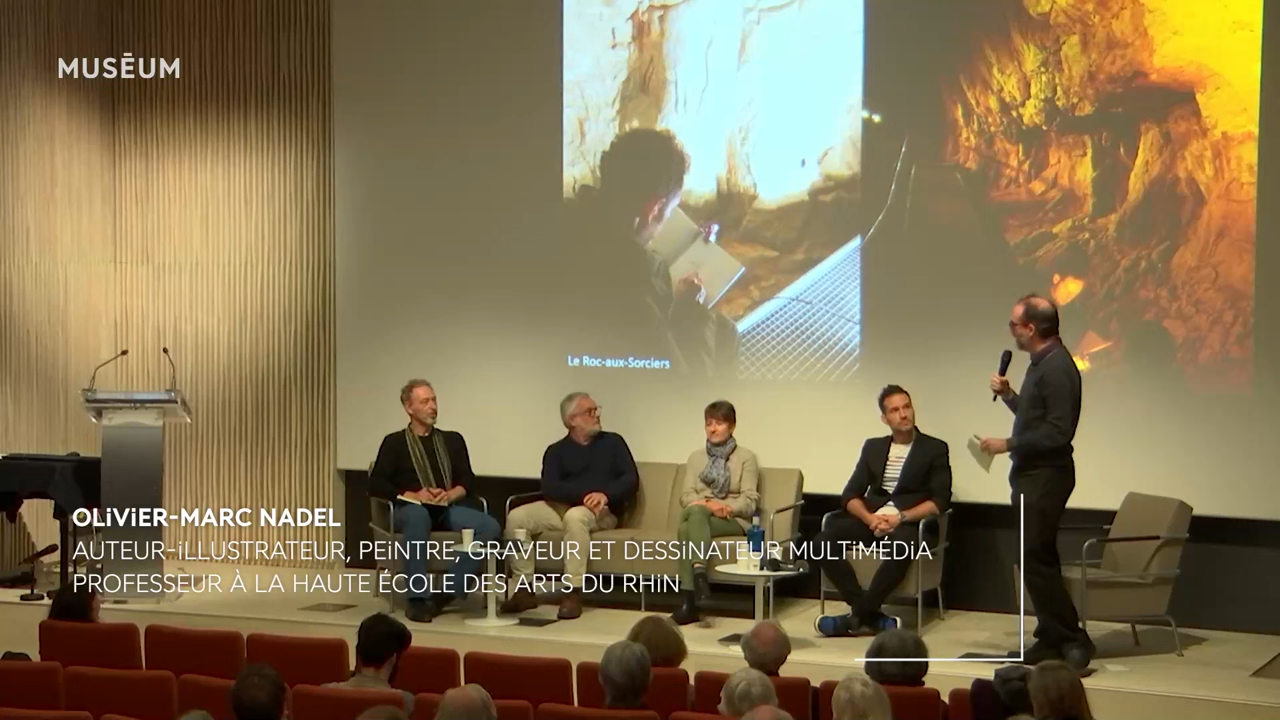 MUSĒUM
Le Roc-aux-Sorciers
OLiViER-MARC NADEL
AUTEUR-iLLUSTRATEUR, PEiNTRE, GRAVEUR ET DESSiNATEUR MULTiMÉDiA
PROFESSEUR À LA HAUTE ÉCOLE DES ARTS DU RHiN